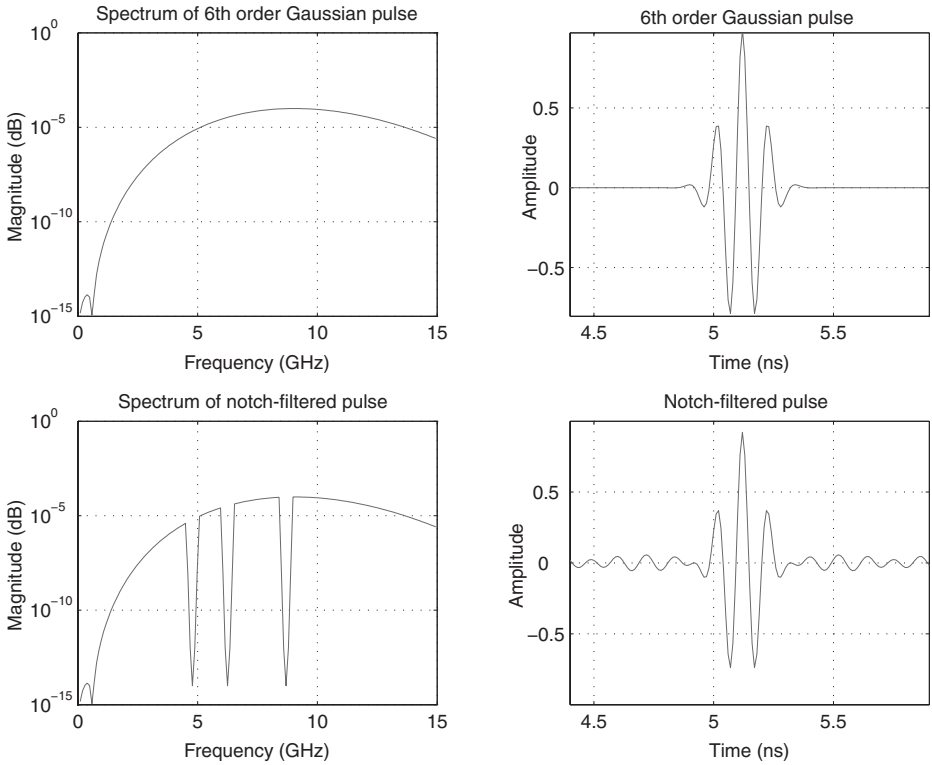 Spectrum of 6th order Gaussian pulse
Magnitude (dB)
10^0
10^-5
10^-10
10^-15
0
5
10
15
Frequency (GHz)
6th order Gaussian pulse
Amplitude
0.5
0
−0.5
4.5
5
5.5
Time (ns)
Spectrum of notch-filtered pulse
Magnitude (dB)
10^0
10^-5
10^-10
10^-15
0
5
10
15
Frequency (GHz)
Notch-filtered pulse
Amplitude
0.5
0
−0.5
4.5
5
5.5
Time (ns)